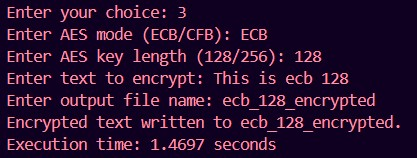 Enter your choice: 3
Enter AES mode (ECB/CFB): ECB
Enter AES key length (128/256): 128
Enter text to encrypt: This is ecb 128
Enter output file name: ecb_128_encrypted
Encrypted text written to ecb_128_encrypted.
Execution time: 1.4697 seconds